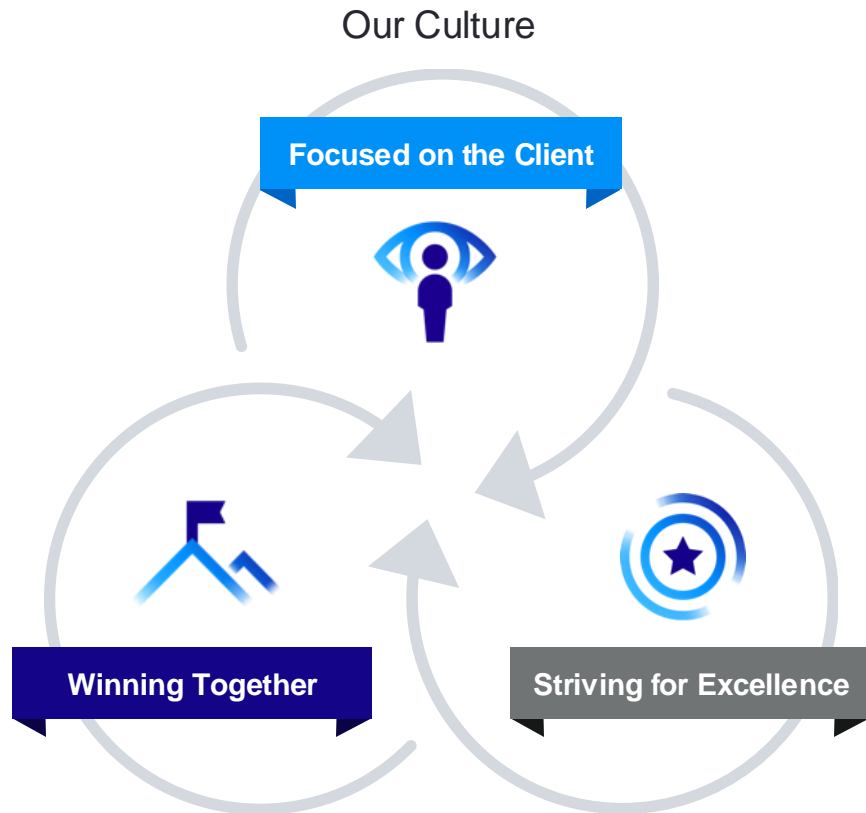 Our Culture
Focused on the Client
Winning Together
Striving for Excellence